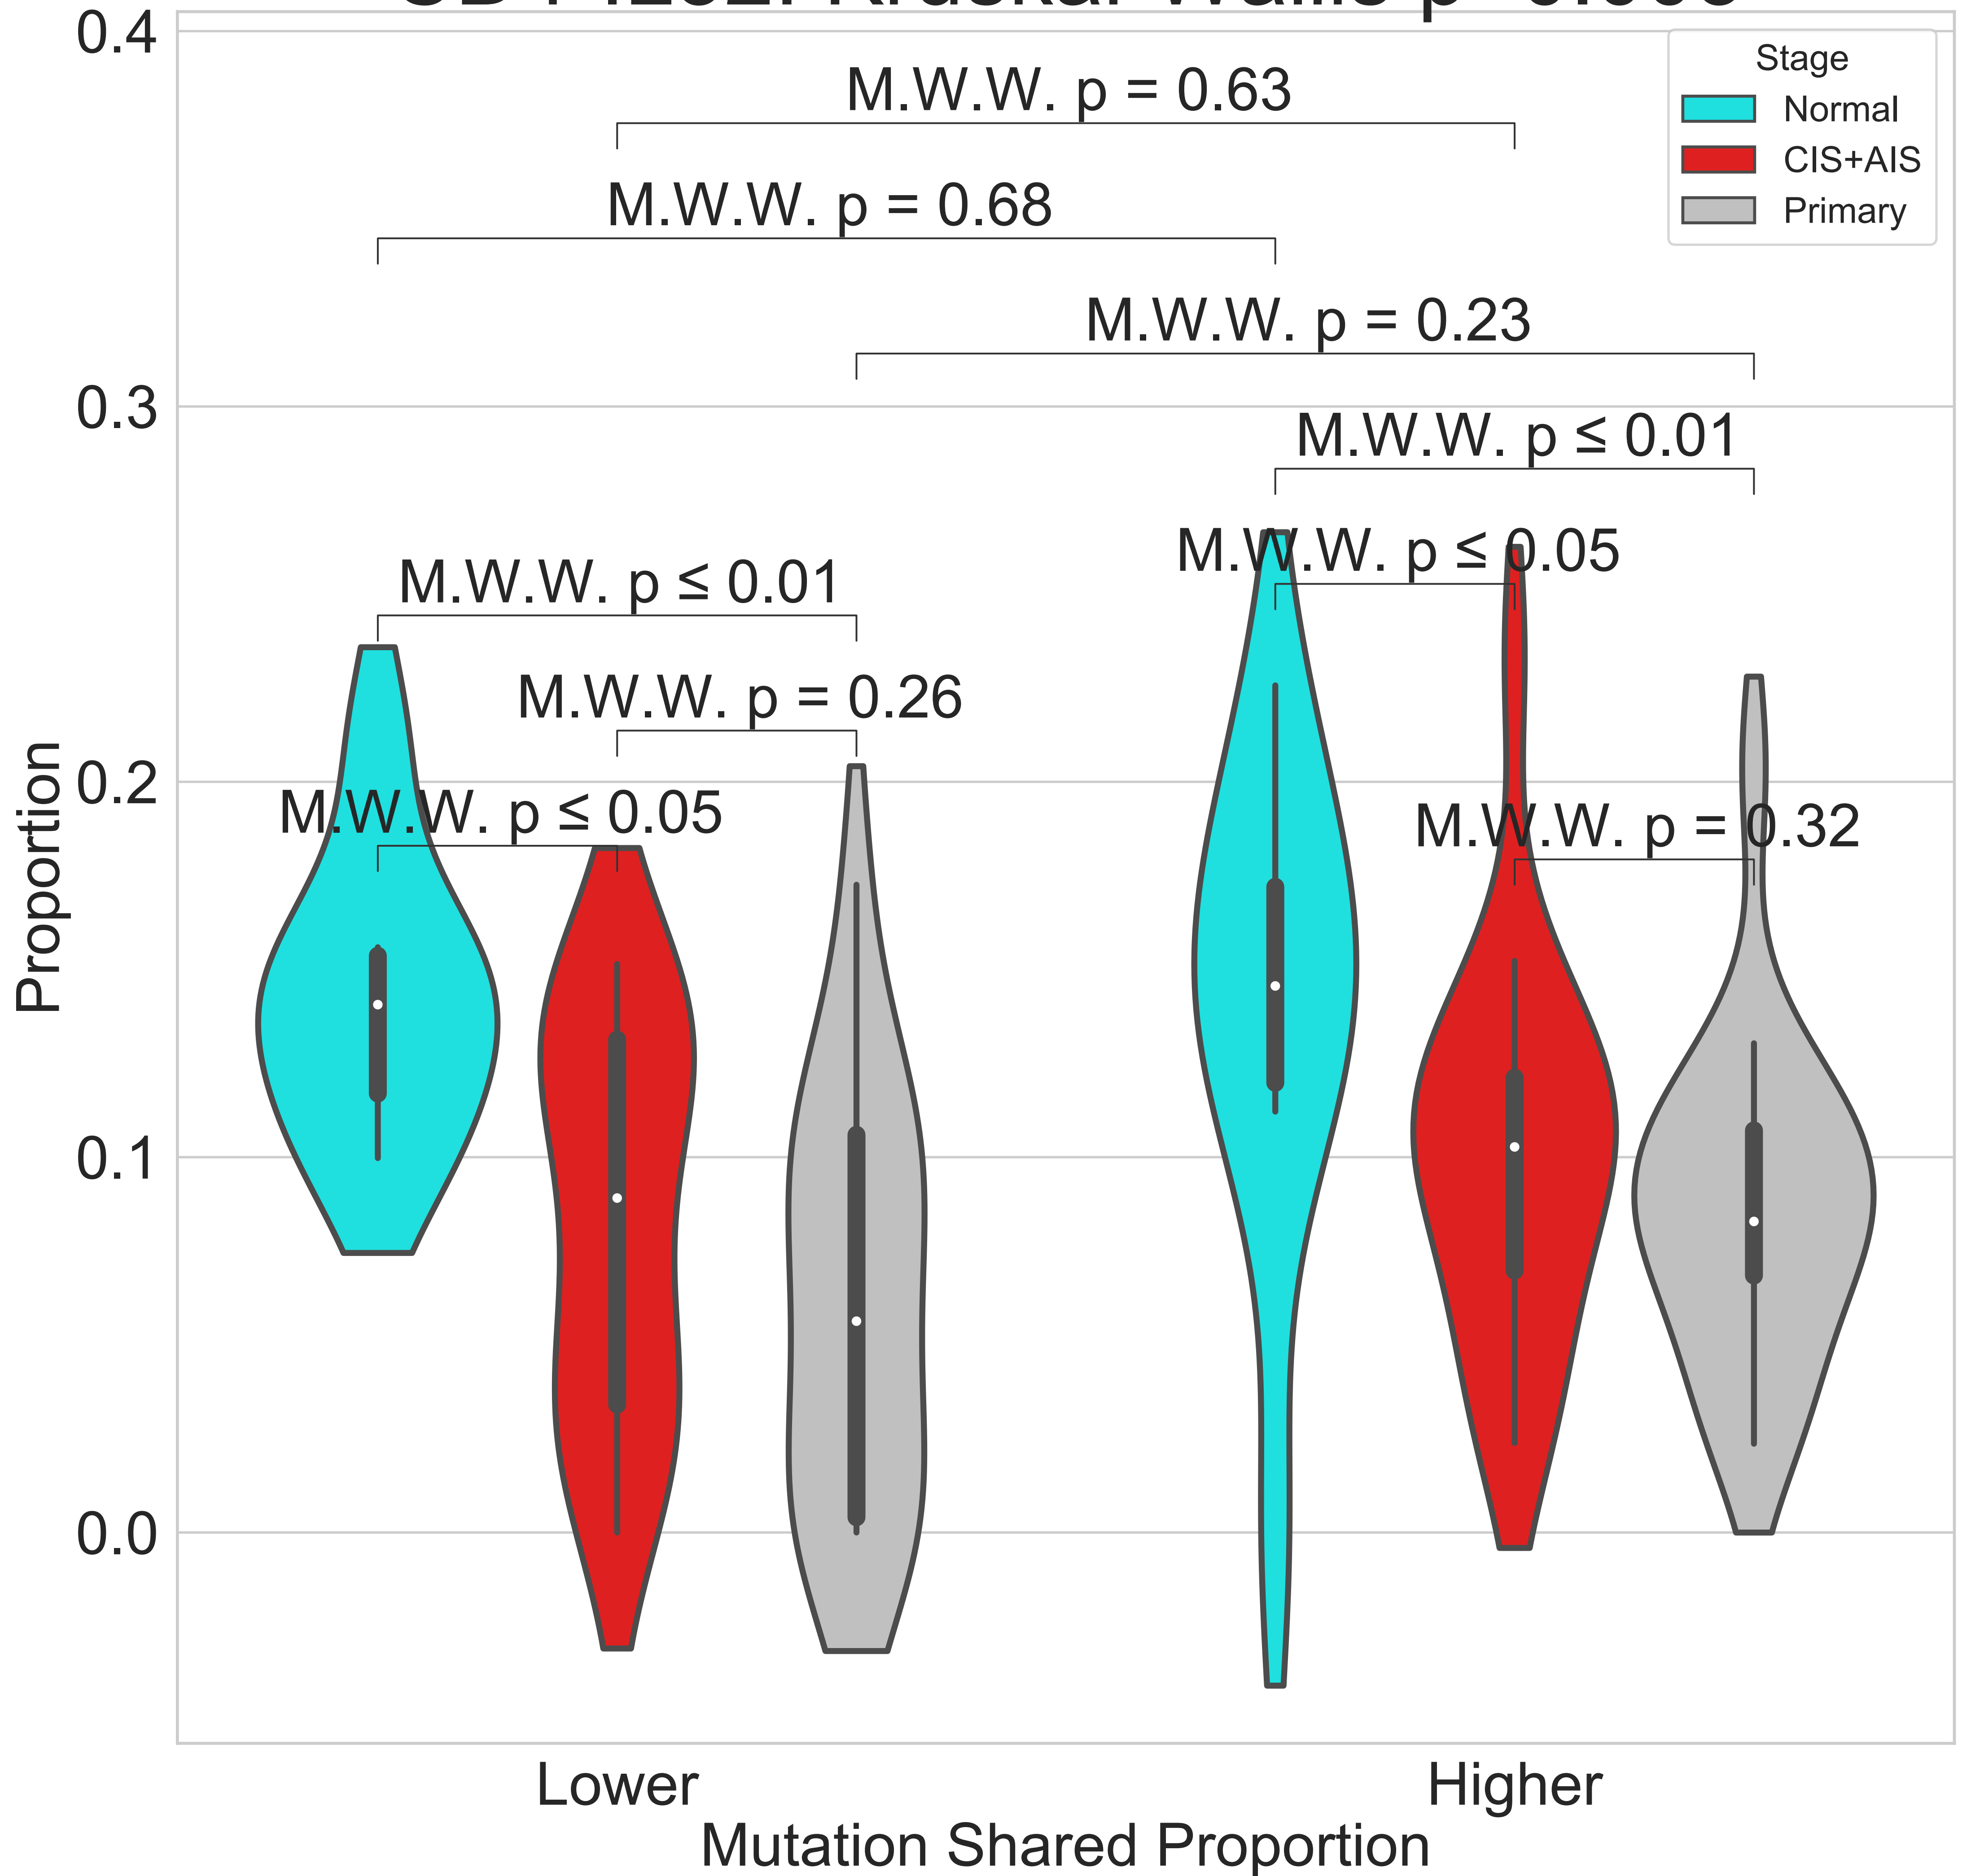 0.4
M.W.W. p = 0.63
Stage
Normal
CIS+AIS
Primary
M.W.W. p = 0.68
M.W.W. p = 0.23
0.3
M.W.W. p ≤ 0.01
M.W.W. p ≤ 0.05
M.W.W. p ≤ 0.01
M.W.W. p = 0.26
0.2
M.W.W. p ≤ 0.05
M.W.W. p = 0.32
Proportion
0.1
0.0
Lower
Higher
Mutation Shared Proportion